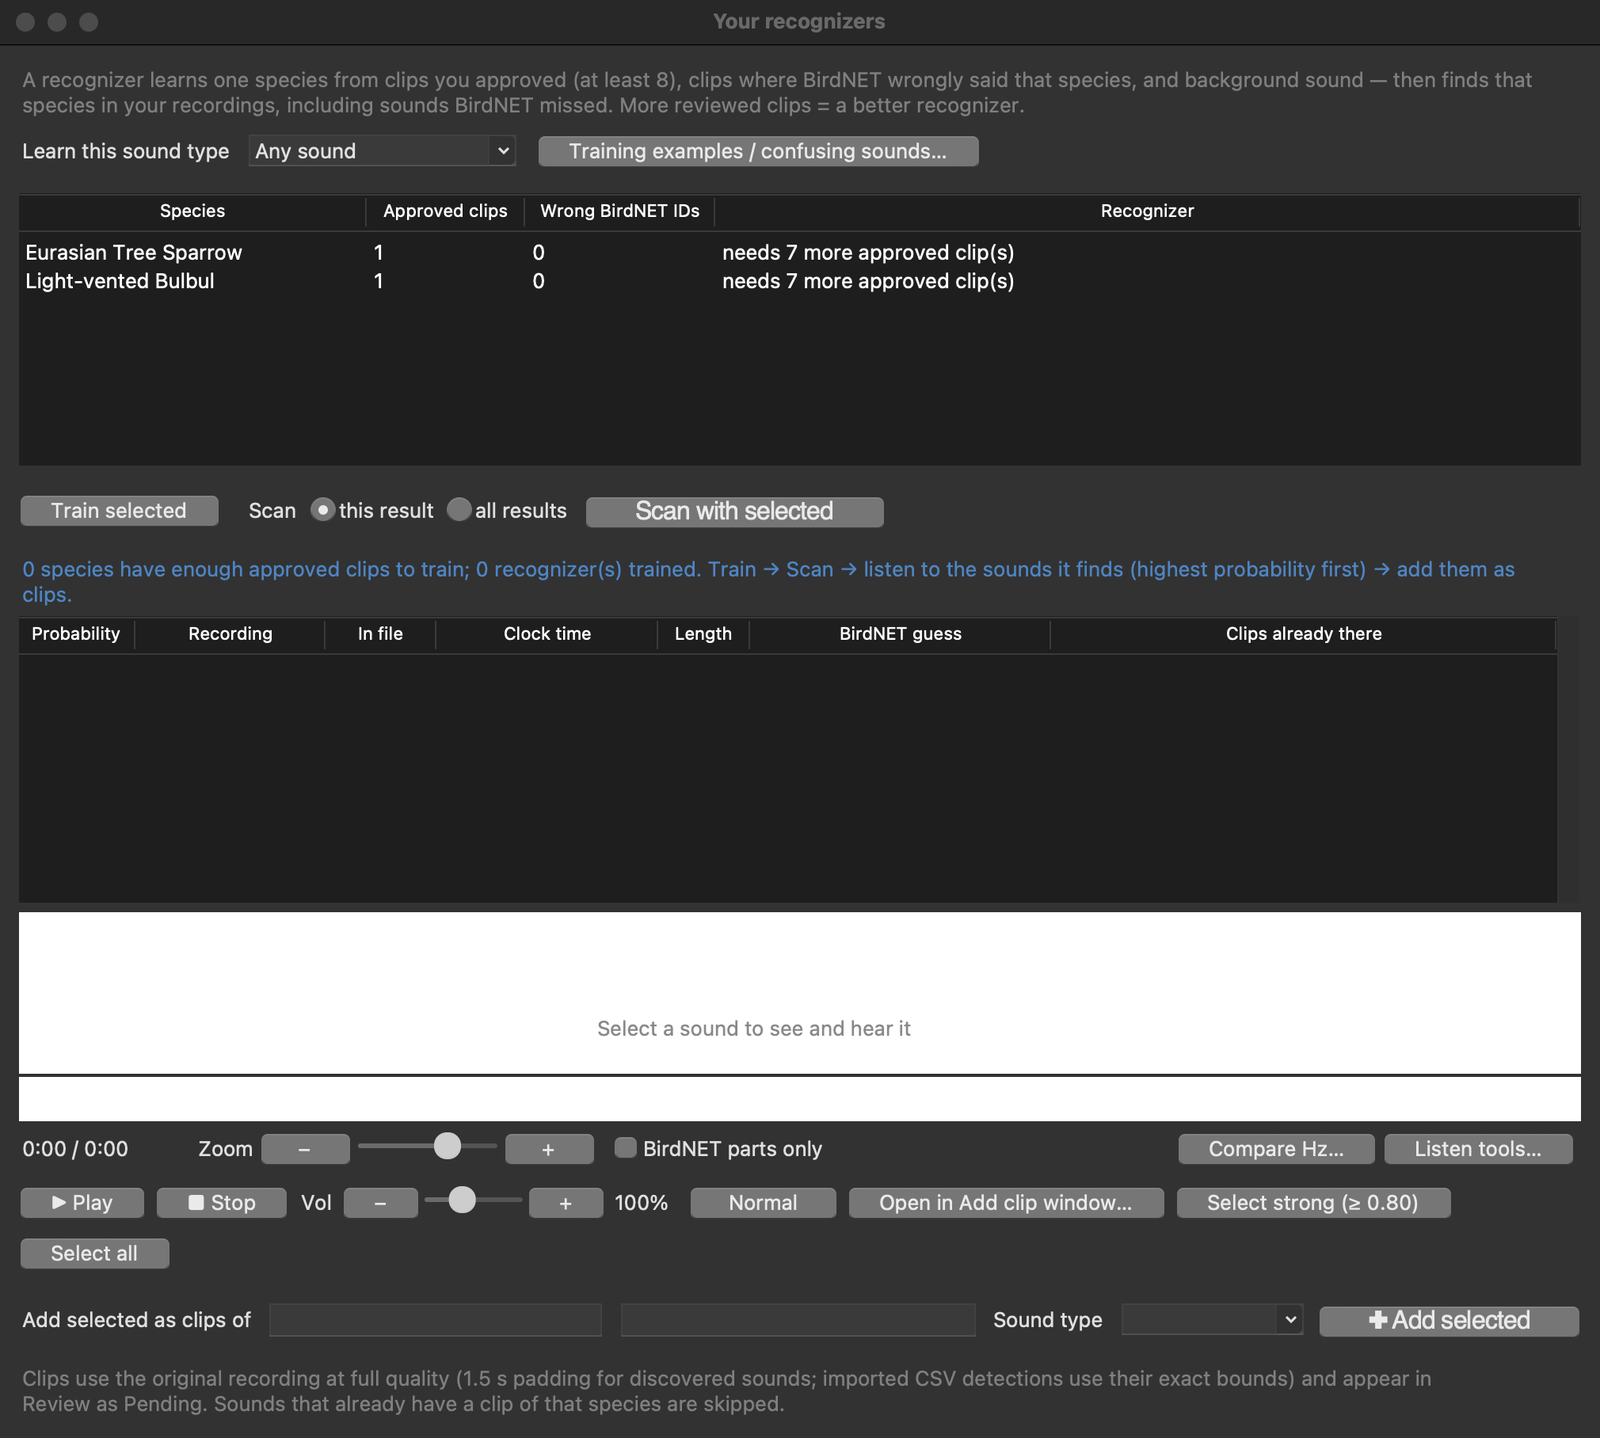 Your recognizers
A recognizer learns one species from clips you approved (at least 8), clips where BirdNET wrongly said that species, and background sound — then finds that
species in your recordings, including sounds BirdNET missed. More reviewed clips = a better recognizer.
Learn this sound type Any sound Training examples / confusing sounds...
Species Approved clips Wrong BirdNET IDs Recognizer
Eurasian Tree Sparrow 1 0 needs 7 more approved clip(s)
Light-vented Bulbul 1 0 needs 7 more approved clip(s)
Train selected Scan this result all results Scan with selected
0 species have enough approved clips to train; 0 recognizer(s) trained. Train → Scan → listen to the sounds it finds (highest probability first) → add them as
clips.
Probability Recording In file Clock time Length BirdNET guess Clips already there
Select a sound to see and hear it
0:00 / 0:00 Zoom – + BirdNET parts only Compare Hz... Listen tools...
▶ Play ■ Stop Vol – + 100% Normal Open in Add clip window... Select strong (≥ 0.80)
Select all
Add selected as clips of Sound type ✚ Add selected
Clips use the original recording at full quality (1.5 s padding for discovered sounds; imported CSV detections use their exact bounds) and appear in
Review as Pending. Sounds that already have a clip of that species are skipped.